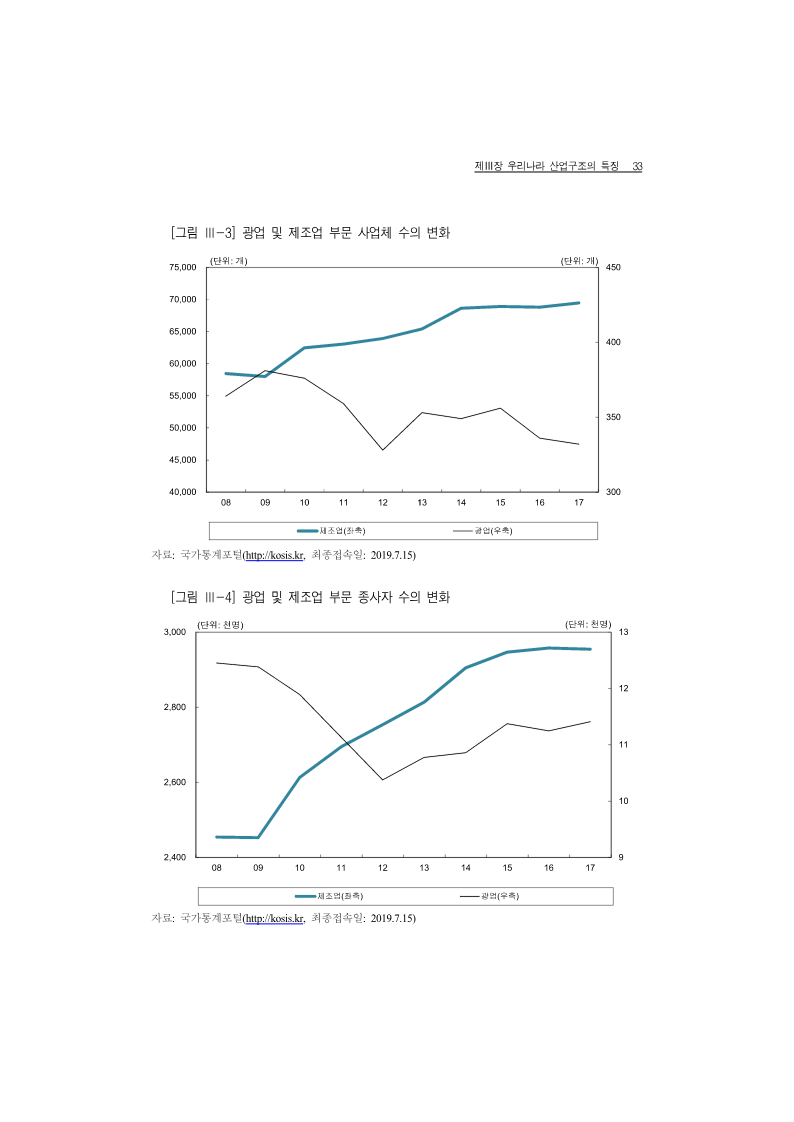 제Ⅲ장 우리나라 산업구조의 특징 33
[그림 Ⅲ-3] 광업 및 제조업 부문 사업체 수의 변화
(단위: 개) (단위: 개)
75,000 450
70,000
65,000
400
60,000
55,000
350
50,000
45,000
40,000 300
08 09 10 11 12 13 14 15 16 17
제조업(좌측) 광업(우측)
자료: 국가통계포털(http://kosis.kr, 최종접속일: 2019.7.15)
[그림 Ⅲ-4] 광업 및 제조업 부문 종사자 수의 변화
(단위: 천명) (단위: 천명)
3,000 13
12
2,800
11
2,600
10
2,400 9
08 09 10 11 12 13 14 15 16 17
제조업(좌측) 광업(우측)
자료: 국가통계포털(http://kosis.kr, 최종접속일: 2019.7.15)